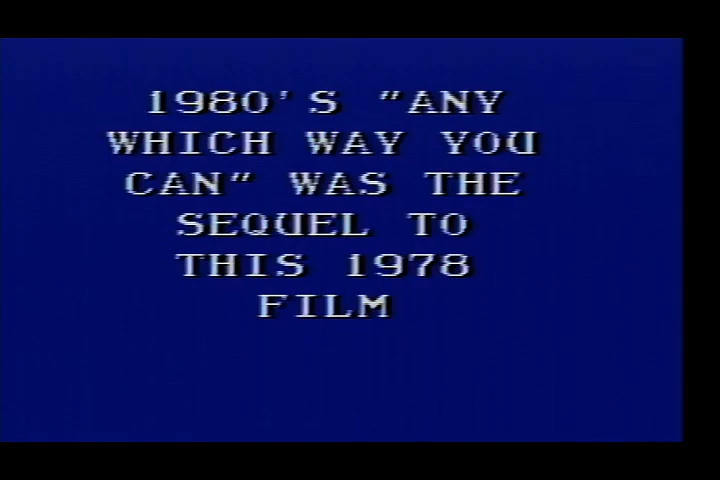 1980'S "ANY
WHICH WAY YOU
CAN" WAS THE
SEQUEL TO
THIS 1978
FILM